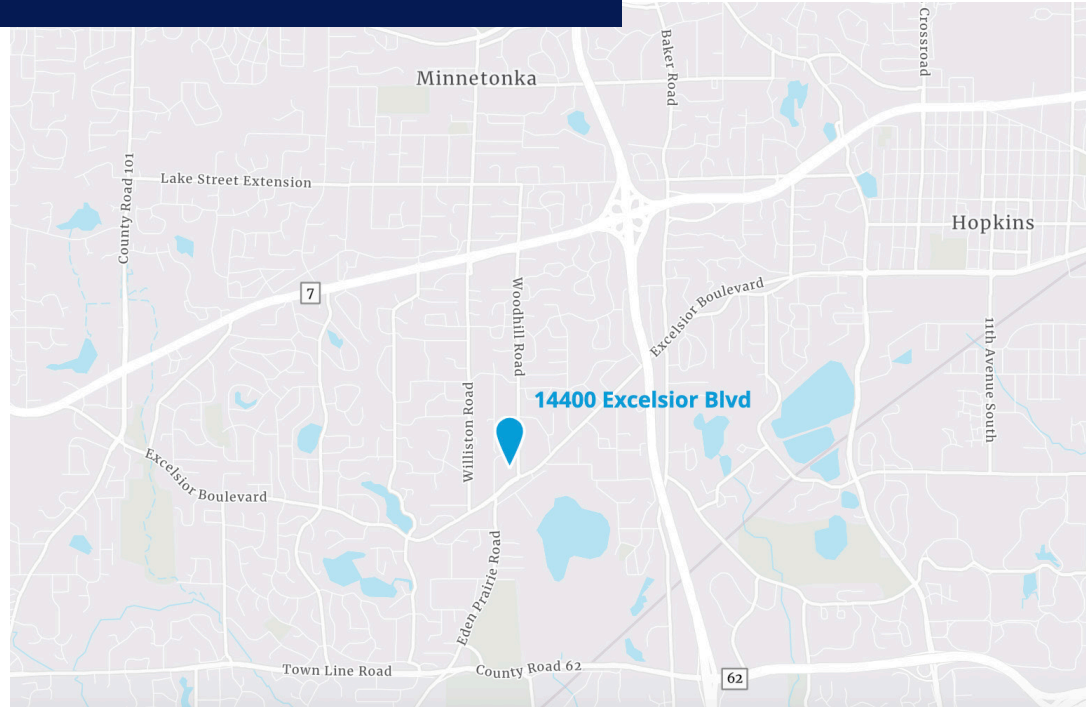 Crossroad
Baker Road
Minnetonka
County Road 101
Lake Street Extension
Hopkins
7
Woodhill Road
Excelsior Boulevard
11th Avenue South
Williston Road
14400 Excelsior Blvd
Excelsior Boulevard
Eden Prairie Road
Town Line Road
County Road 62
62